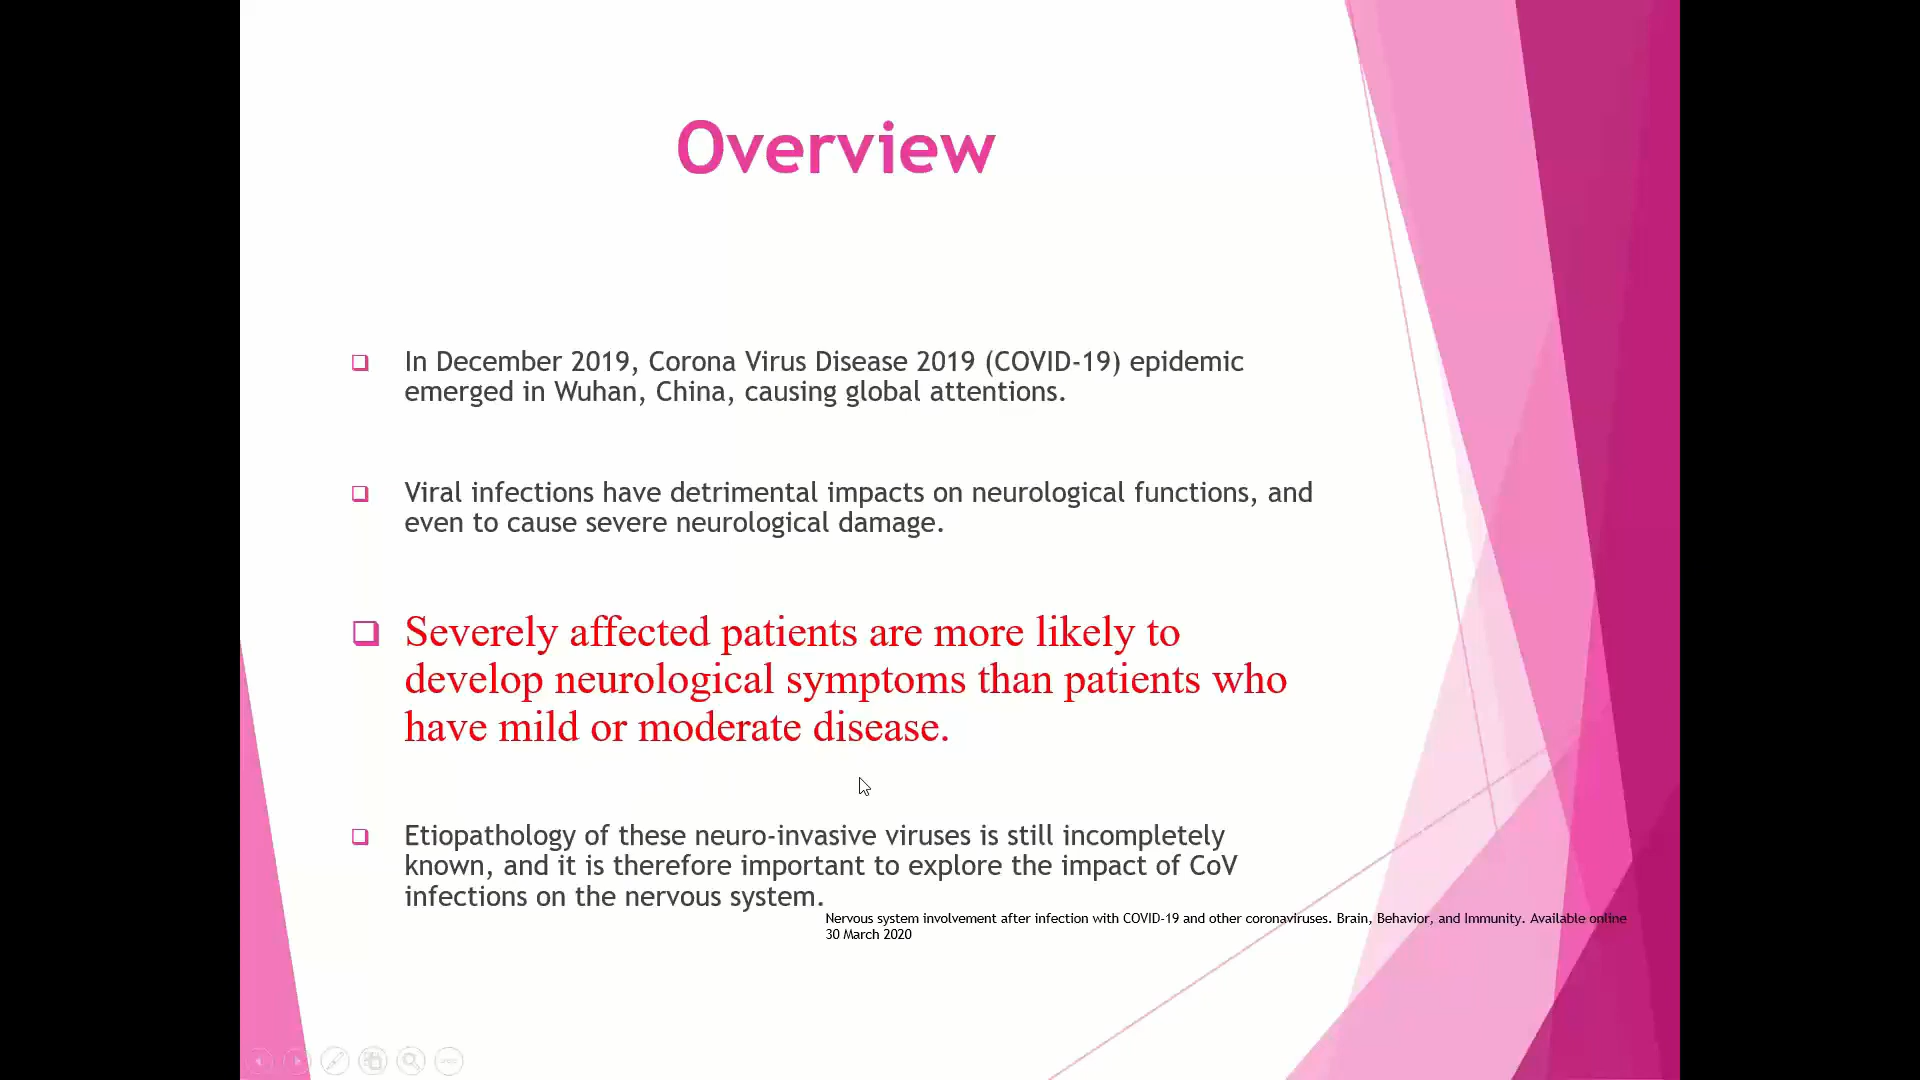 Overview
In December 2019, Corona Virus Disease 2019 (COVID-19) epidemic
emerged in Wuhan, China, causing global attentions.
Viral infections have detrimental impacts on neurological functions, and
even to cause severe neurological damage.
Severely affected patients are more likely to
develop neurological symptoms than patients who
have mild or moderate disease.
Etiopathology of these neuro-invasive viruses is still incompletely
known, and it is therefore important to explore the impact of CoV
infections on the nervous system.
Nervous system involvement after infection with COVID-19 and other coronaviruses. Brain, Behavior, and Immunity. Available online
30 March 2020